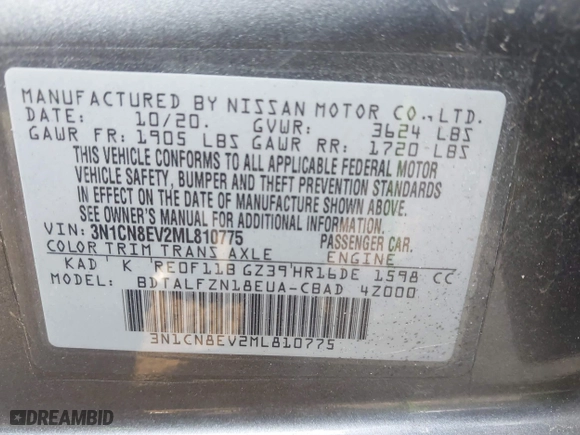 MANUFACTURED BY NISSAN MOTOR CO., LTD.
DATE: 10/20. GVWR: 3624 LBS
GAWR FR: 1905 LBS GAWR RR: 1720 LBS
THIS VEHICLE CONFORMS TO ALL APPLICABLE FEDERAL MOTOR
VEHICLE SAFETY, BUMPER AND THEFT PREVENTION STANDARDS
IN EFFECT ON THE DATE OF MANUFACTURE SHOWN ABOVE.
SEE OWNER'S MANUAL FOR ADDITIONAL INFORMATION.
VIN: 3N1CN8EV2ML810775 PASSENGER CAR.
COLOR TRIM TRANS AXLE ENGINE
KAD K RE0F11B GZ39 HR16DE 1598 CC
MODEL: BDTALFZN18EUA-CBAD 4Z000
3N1CN8EV2ML810775
DREAMBID